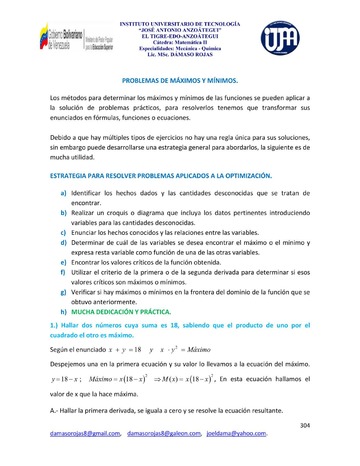 INSTITUTO UNIVERSITARIO DE TECNOLOGÍA
"JOSÉ ANTONIO ANZOÁTEGUI"
EL TIGRE-EDO-ANZOÁTEGUI
Cátedra: Matemática II
Especialidades: Mecánica - Química
Lic. MSc. DÁMASO ROJAS
Gobierno Bolivariano
de Venezuela
Ministerio del Poder Popular
para la Educación Superior
PROBLEMAS DE MÁXIMOS Y MÍNIMOS.
Los métodos para determinar los máximos y mínimos de las funciones se pueden aplicar a
la solución de problemas prácticos, para resolverlos tenemos que transformar sus
enunciados en fórmulas, funciones o ecuaciones.
Debido a que hay múltiples tipos de ejercicios no hay una regla única para sus soluciones,
sin embargo puede desarrollarse una estrategia general para abordarlos, la siguiente es de
mucha utilidad.
ESTRATEGIA PARA RESOLVER PROBLEMAS APLICADOS A LA OPTIMIZACIÓN.
a) Identificar los hechos dados y las cantidades desconocidas que se tratan de
encontrar.
b) Realizar un croquis o diagrama que incluya los datos pertinentes introduciendo
variables para las cantidades desconocidas.
c) Enunciar los hechos conocidos y las relaciones entre las variables.
d) Determinar de cuál de las variables se desea encontrar el máximo o el mínimo y
expresa resta variable como función de una de las otras variables.
e) Encontrar los valores críticos de la función obtenida.
f) Utilizar el criterio de la primera o de la segunda derivada para determinar si esos
valores críticos son máximos o mínimos.
g) Verificar si hay máximos o mínimos en la frontera del dominio de la función que se
obtuvo anteriormente.
h) MUCHA DEDICACIÓN Y PRÁCTICA.
1.) Hallar dos números cuya suma es 18, sabiendo que el producto de uno por el
cuadrado el otro es máximo.
Según el enunciado x + y = 18 y x · y² = Máximo
Despejemos una en la primera ecuación y su valor lo llevamos a la ecuación del máximo.
y = 18 − x ; Máximo = x(18 − x)² ⇒ M(x) = x(18 − x)². En esta ecuación hallamos el
valor de x que la hace máxima.
A.- Hallar la primera derivada, se iguala a cero y se resolve la ecuación resultante.
304
damasorojas8@gmail.com, damasorojas8@galeon.com, joeldama@yahoo.com.